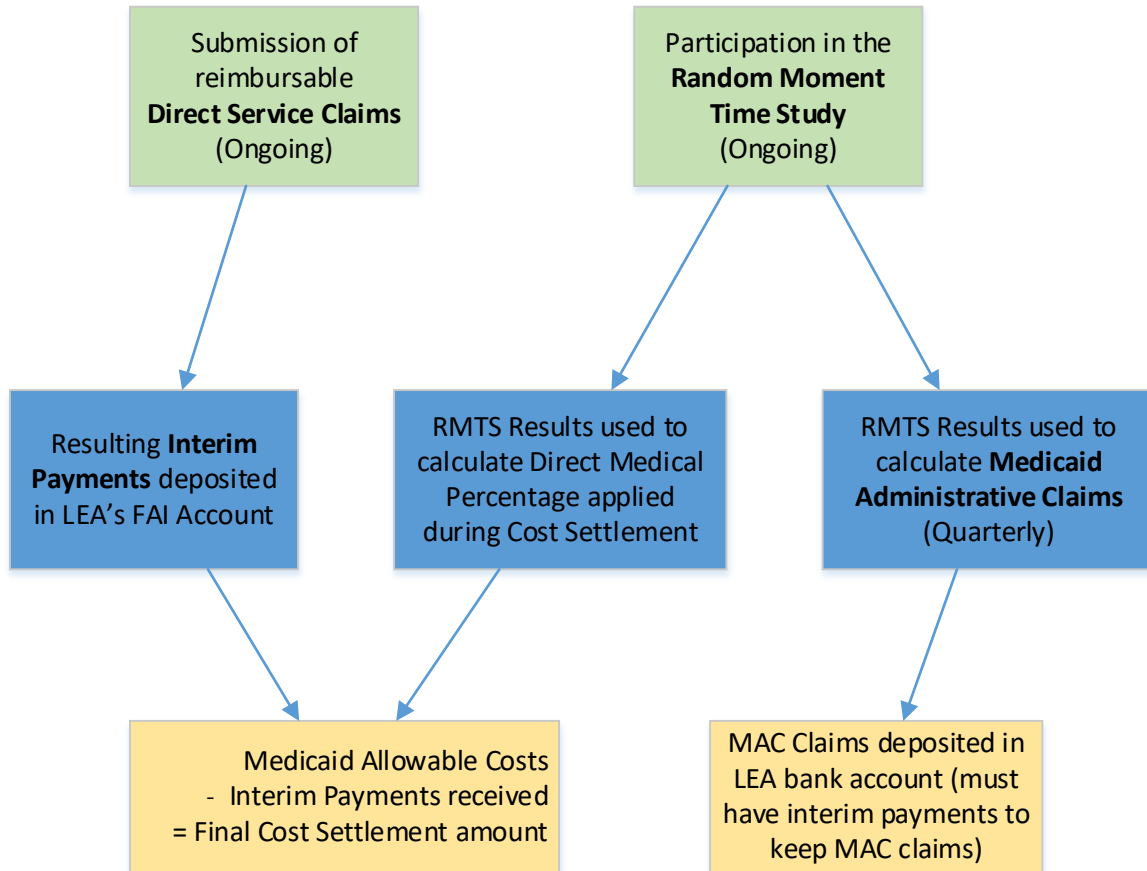 Submission of
reimbursable
Direct Service Claims
(Ongoing)
Participation in the
Random Moment
Time Study
(Ongoing)
Resulting Interim
Payments deposited
in LEA’s FAI Account
RMTS Results used to
calculate Direct Medical
Percentage applied
during Cost Settlement
RMTS Results used to
calculate Medicaid
Administrative Claims
(Quarterly)
Medicaid Allowable Costs
- Interim Payments received
= Final Cost Settlement amount
MAC Claims deposited in
LEA bank account (must
have interim payments to
keep MAC claims)